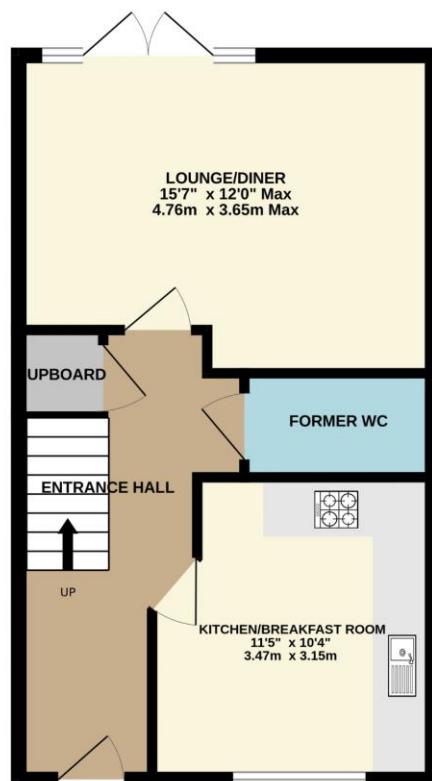 LOUNGE/DINER
15'7" x 12'0" Max
4.76m x 3.65m Max
UPBOARD
FORMER WC
ENTRANCE HALL
UP
KITCHEN/BREAKFAST ROOM
11'5" x 10'4"
3.47m x 3.15m